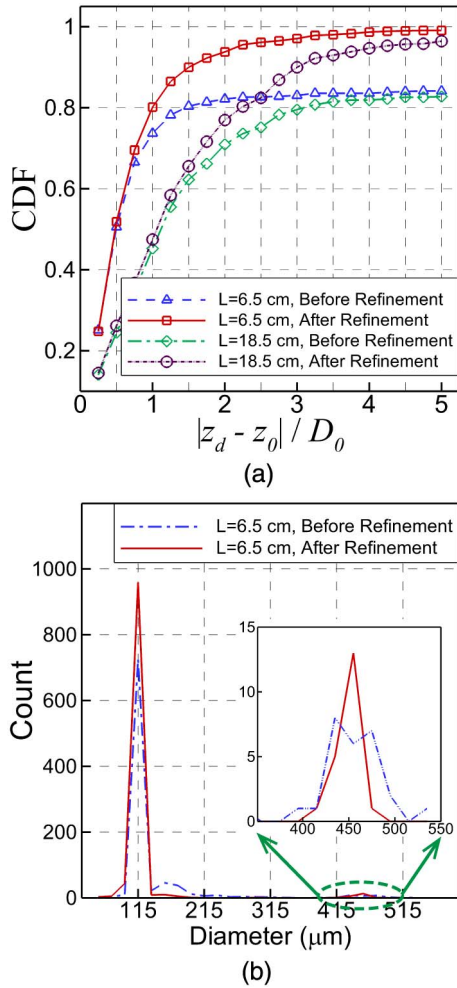 1
0.8
CDF
0.6
0.4
0.2
L=6.5 cm, Before Refinement
L=6.5 cm, After Refinement
L=18.5 cm, Before Refinement
L=18.5 cm, After Refinement
0 1 2 3 4 5
|z_d - z_0| / D_0
(a)
L=6.5 cm, Before Refinement
L=6.5 cm, After Refinement
1000
800
Count
600
400
200
0
15
10
5
0
400 450 500 550
115 215 315 415 515
Diameter (μm)
(b)